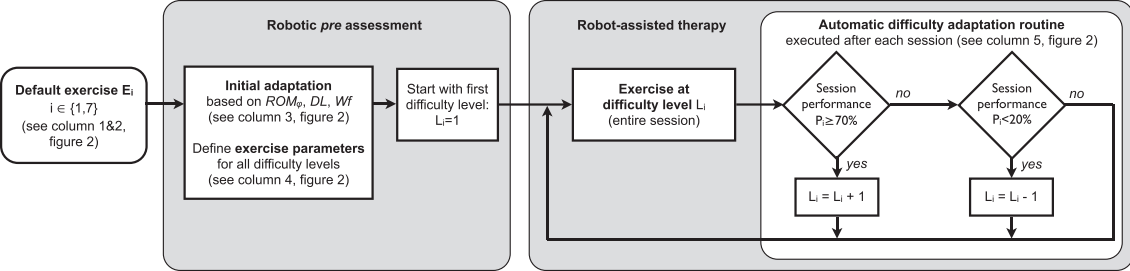 Robotic pre assessment
Robot-assisted therapy
Automatic difficulty adaptation routine
executed after each session (see column 5, figure 2)
Default exercise Ei
i ∈ {1,7}
(see column 1&2,
figure 2)
Initial adaptation
based on ROMφ, DL, Wf
(see column 3, figure 2)
Define exercise parameters
for all difficulty levels
(see column 4, figure 2)
Start with first
difficulty level:
Li=1
Exercise at
difficulty level Li
(entire session)
Session
performance
Pi≥70%
no
yes
Li = Li + 1
Session
performance
Pi<20%
no
yes
Li = Li - 1